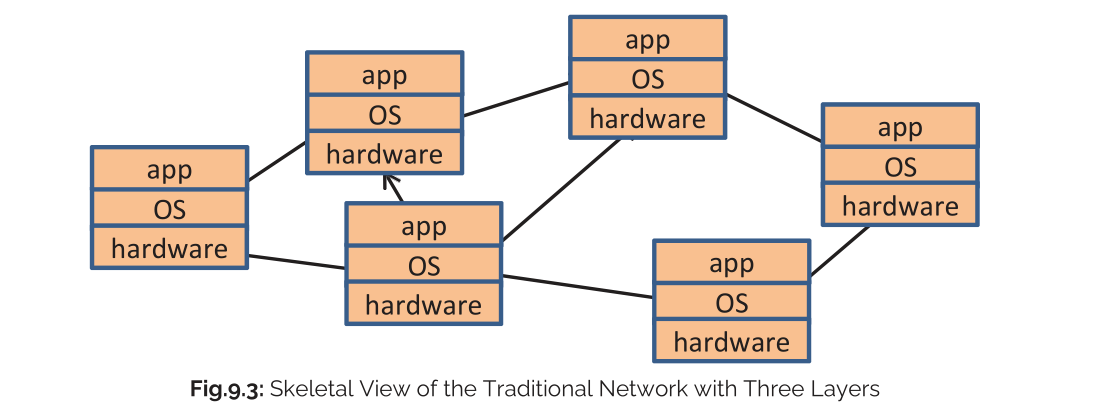 app
OS
hardware
app
OS
hardware
app
OS
hardware
app
OS
hardware
app
OS
hardware
app
OS
hardware
Fig.9.3: Skeletal View of the Traditional Network with Three Layers